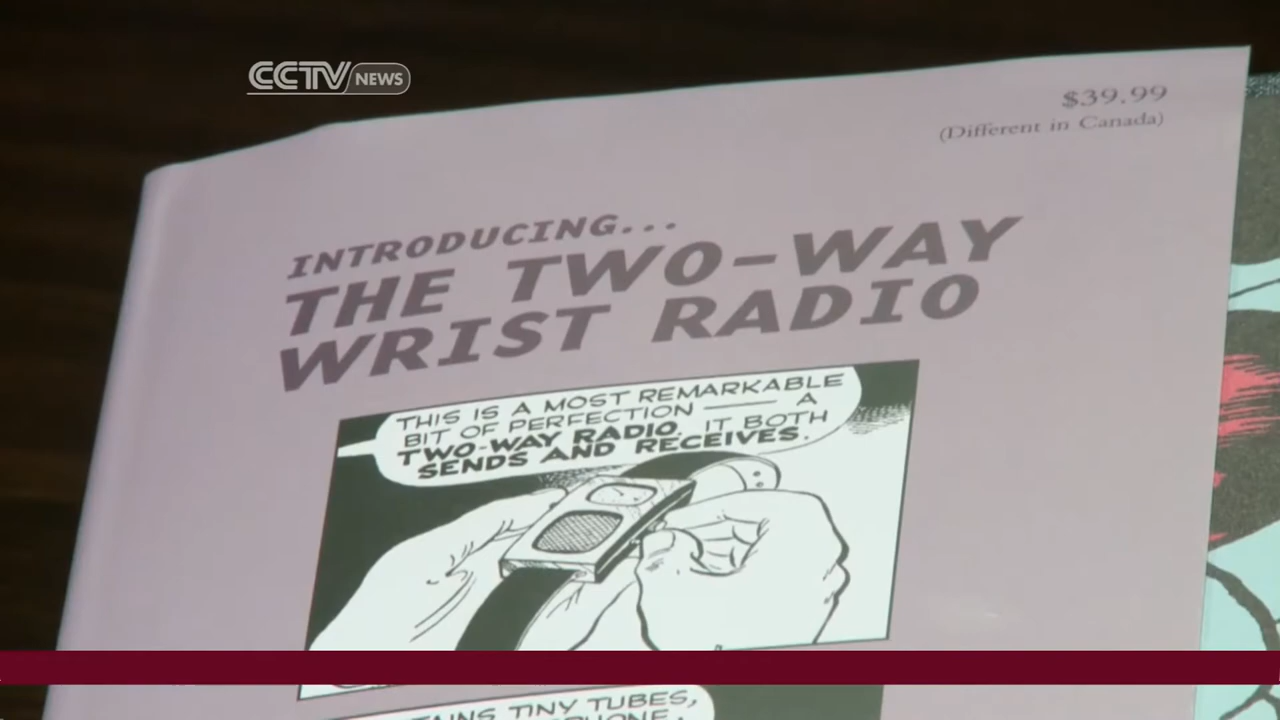 CCTV NEWS
$39.99
(Different in Canada)
INTRODUCING...
THE TWO-WAY
WRIST RADIO
THIS IS A MOST REMARKABLE
BIT OF PERFECTION —— A
TWO-WAY RADIO. IT BOTH
SENDS AND RECEIVES.
TINY TUBES,